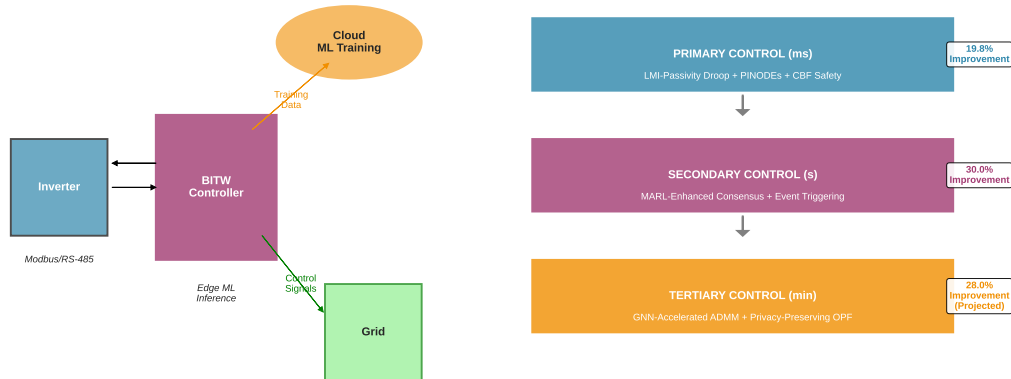 Cloud
ML Training
Training
Data
Inverter
BITW
Controller
Modbus/RS-485
Edge ML
Inference
Control
Signals
Grid
PRIMARY CONTROL (ms)
LMI-Passivity Droop + PINODEs + CBF Safety
19.8%
Improvement
SECONDARY CONTROL (s)
MARL-Enhanced Consensus + Event Triggering
30.0%
Improvement
TERTIARY CONTROL (min)
GNN-Accelerated ADMM + Privacy-Preserving OPF
28.0%
Improvement
(Projected)